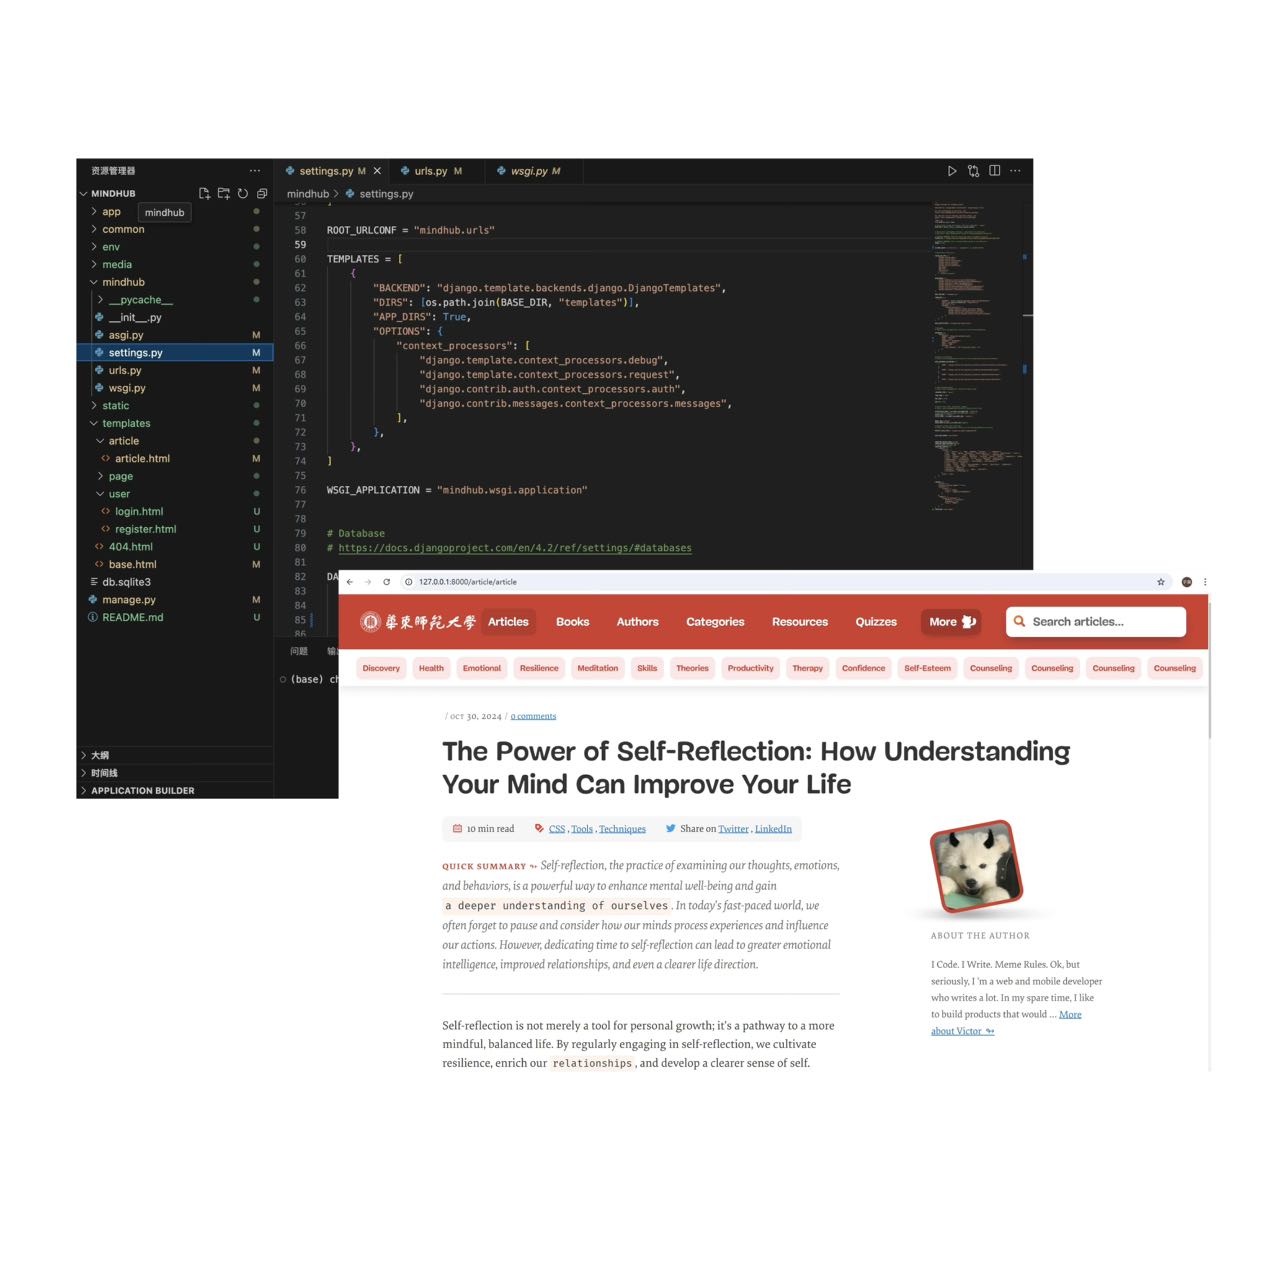 资源管理器
MINDHUB
app
mindhub
common
env
media
mindhub
__pycache__
__init__.py
asgi.py M
settings.py M
urls.py M
wsgi.py M
static
templates
article
article.html M
page
user
login.html U
register.html U
404.html U
base.html M
db.sqlite3
manage.py M
README.md U
大纲
时间线
APPLICATION BUILDER
settings.py M
urls.py M
wsgi.py M
mindhub > settings.py
57
58 ROOT_URLCONF = "mindhub.urls"
59
60 TEMPLATES = [
61 {
62 "BACKEND": "django.template.backends.django.DjangoTemplates",
63 "DIRS": [os.path.join(BASE_DIR, "templates")],
64 "APP_DIRS": True,
65 "OPTIONS": {
66 "context_processors": [
67 "django.template.context_processors.debug",
68 "django.template.context_processors.request",
69 "django.contrib.auth.context_processors.auth",
70 "django.contrib.messages.context_processors.messages",
71 ],
72 },
73 },
74 ]
75
76 WSGI_APPLICATION = "mindhub.wsgi.application"
77
78
79 # Database
80 # https://docs.djangoproject.com/en/4.2/ref/settings/#databases
81
82 DA
83
84
85
86
问题
(base) ch
127.0.0.1:8000/article/article
華東師範大學 Articles Books Authors Categories Resources Quizzes More Search articles...
Discovery Health Emotional Resilience Meditation Skills Theories Productivity Therapy Confidence Self-Esteem Counseling Counseling Counseling Counseling
/ OCT 30, 2024 / 0 comments
The Power of Self-Reflection: How Understanding
Your Mind Can Improve Your Life
10 min read CSS , Tools , Techniques Share on Twitter , LinkedIn
QUICK SUMMARY ↬ Self-reflection, the practice of examining our thoughts, emotions,
and behaviors, is a powerful way to enhance mental well-being and gain
a deeper understanding of ourselves . In today's fast-paced world, we
often forget to pause and consider how our minds process experiences and influence
our actions. However, dedicating time to self-reflection can lead to greater emotional
intelligence, improved relationships, and even a clearer life direction.
Self-reflection is not merely a tool for personal growth; it's a pathway to a more
mindful, balanced life. By regularly engaging in self-reflection, we cultivate
resilience, enrich our relationships , and develop a clearer sense of self.
ABOUT THE AUTHOR
I Code. I Write. Meme Rules. Ok, but
seriously, I 'm a web and mobile developer
who writes a lot. In my spare time, I like
to build products that would ... More
about Victor ↬